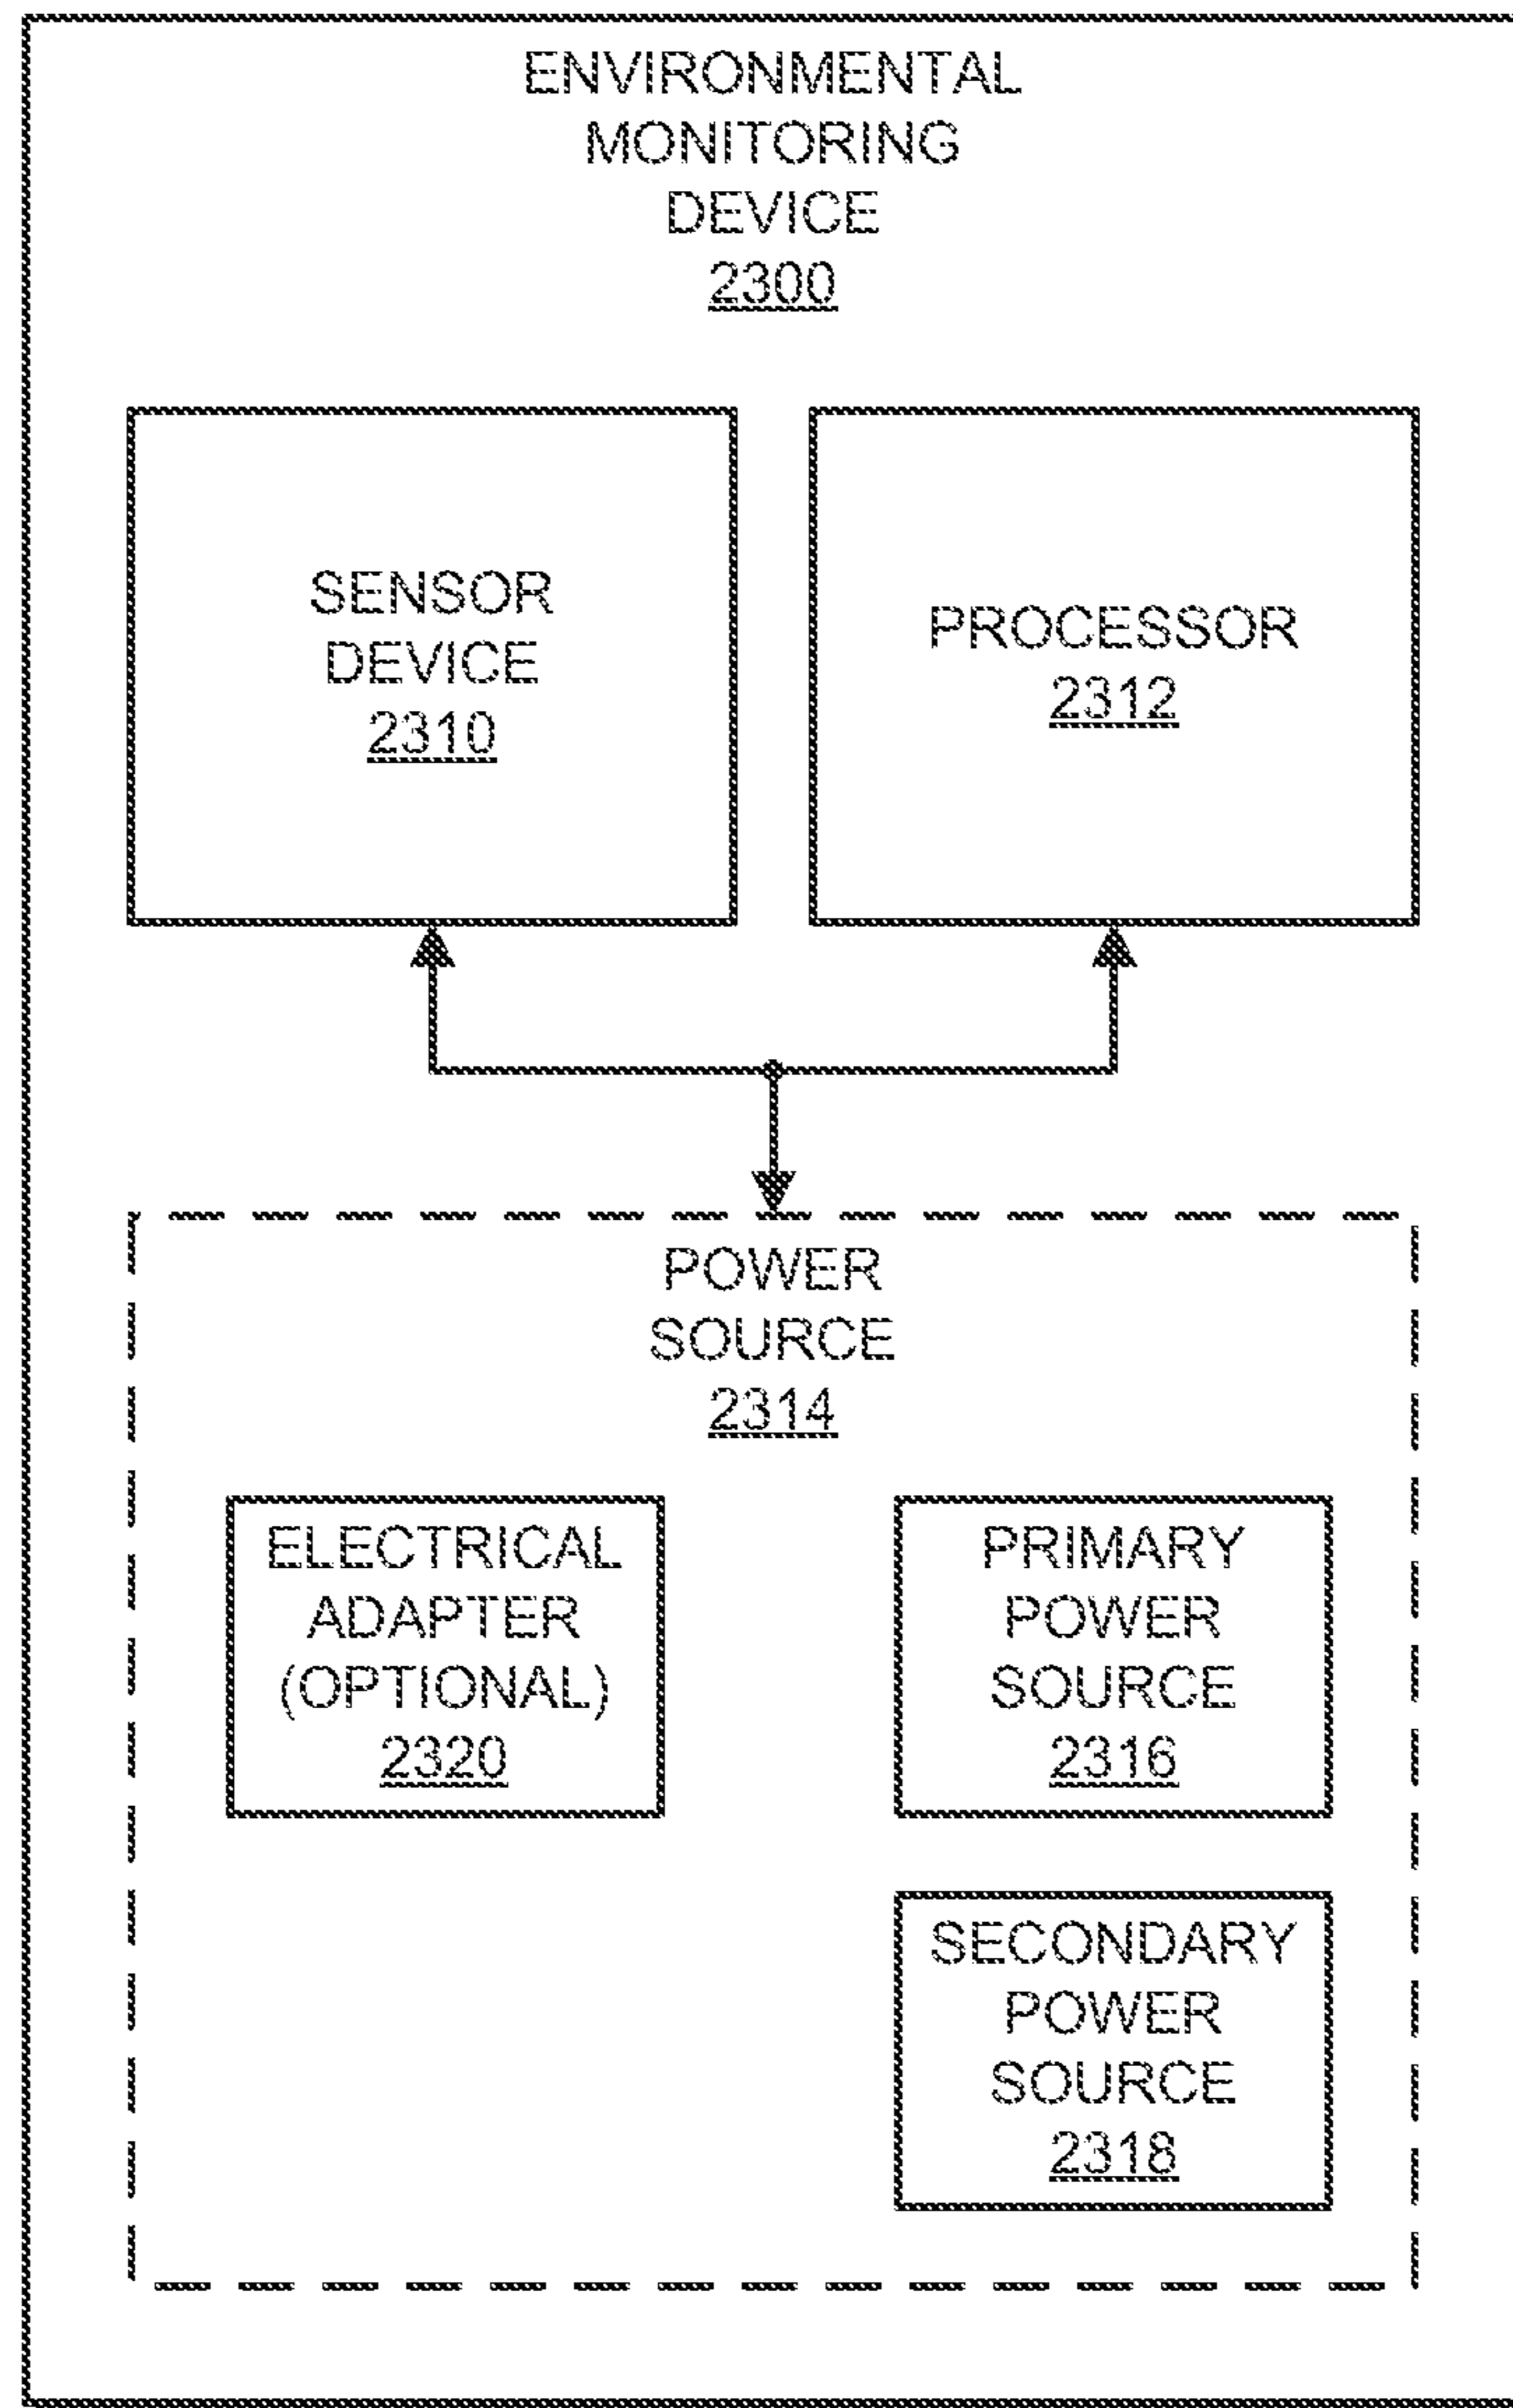 ENVIRONMENTAL
MONITORING
DEVICE
2300
SENSOR
DEVICE
2310
PROCESSOR
2312
POWER
SOURCE
2314
ELECTRICAL
ADAPTER
(OPTIONAL)
2320
PRIMARY
POWER
SOURCE
2316
SECONDARY
POWER
SOURCE
2318